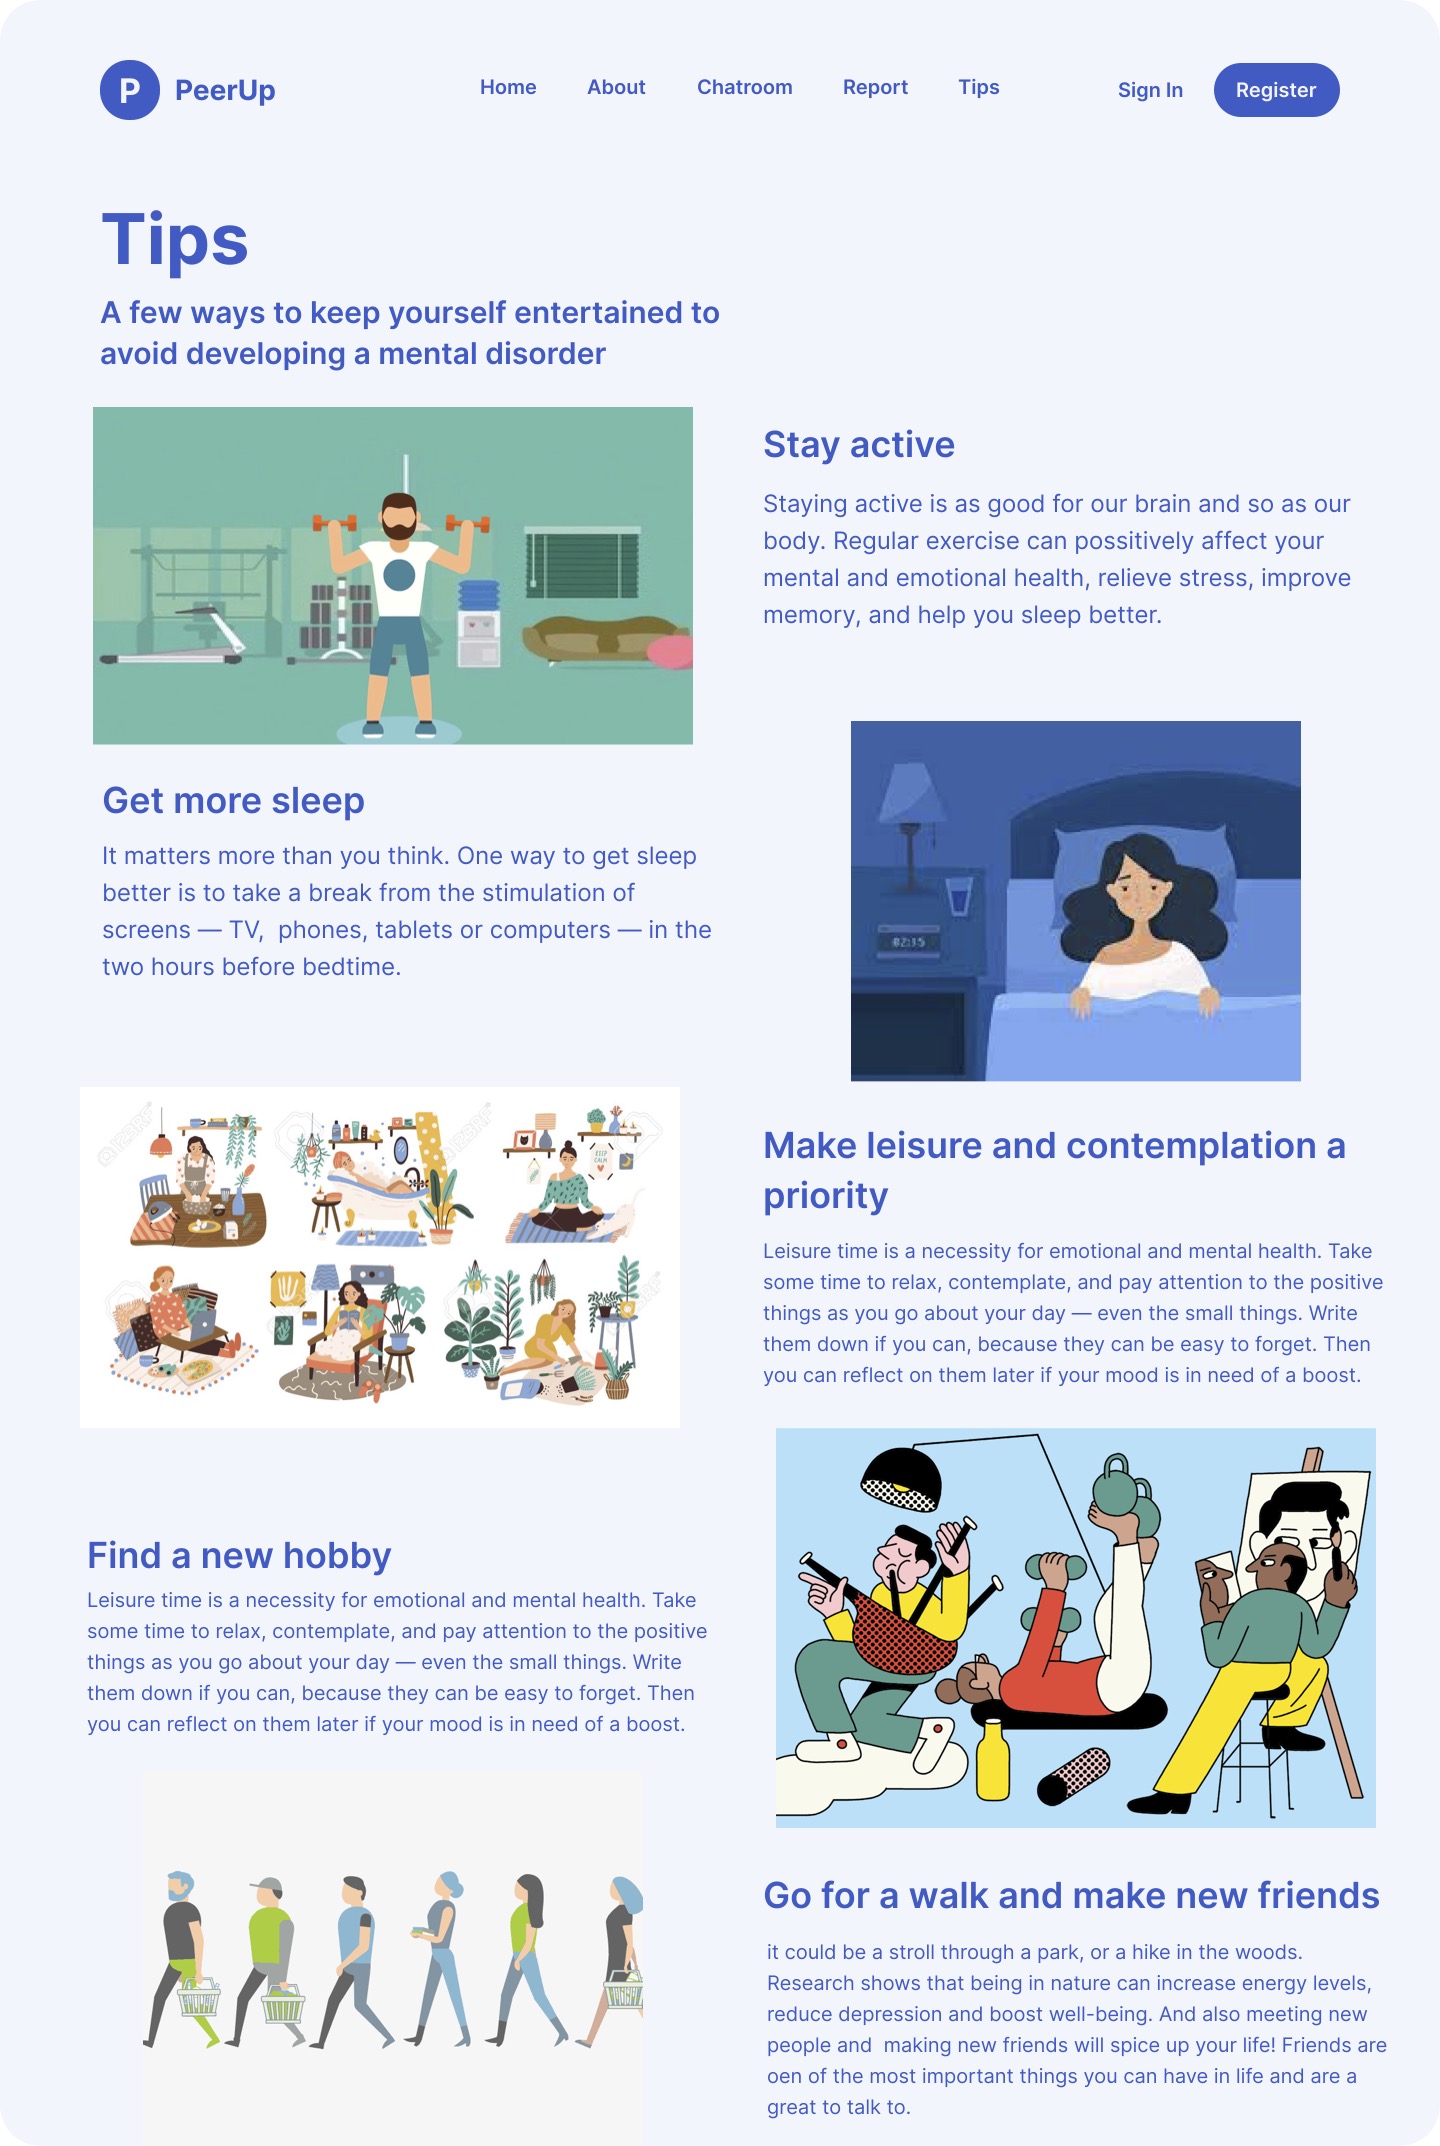 P PeerUp
Home About Chatroom Report Tips
Sign In Register
Tips
A few ways to keep yourself entertained to
avoid developing a mental disorder
Stay active
Staying active is as good for our brain and so as our
body. Regular exercise can possitively affect your
mental and emotional health, relieve stress, improve
memory, and help you sleep better.
Get more sleep
It matters more than you think. One way to get sleep
better is to take a break from the stimulation of
screens — TV,  phones, tablets or computers — in the
two hours before bedtime.
02:15
123RF
123RF
KEEP
CALM
Make leisure and contemplation a
priority
Leisure time is a necessity for emotional and mental health. Take
some time to relax, contemplate, and pay attention to the positive
things as you go about your day — even the small things. Write
them down if you can, because they can be easy to forget. Then
you can reflect on them later if your mood is in need of a boost.
Find a new hobby
Leisure time is a necessity for emotional and mental health. Take
some time to relax, contemplate, and pay attention to the positive
things as you go about your day — even the small things. Write
them down if you can, because they can be easy to forget. Then
you can reflect on them later if your mood is in need of a boost.
Go for a walk and make new friends
it could be a stroll through a park, or a hike in the woods.
Research shows that being in nature can increase energy levels,
reduce depression and boost well-being. And also meeting new
people and  making new friends will spice up your life! Friends are
oen of the most important things you can have in life and are a
great to talk to.